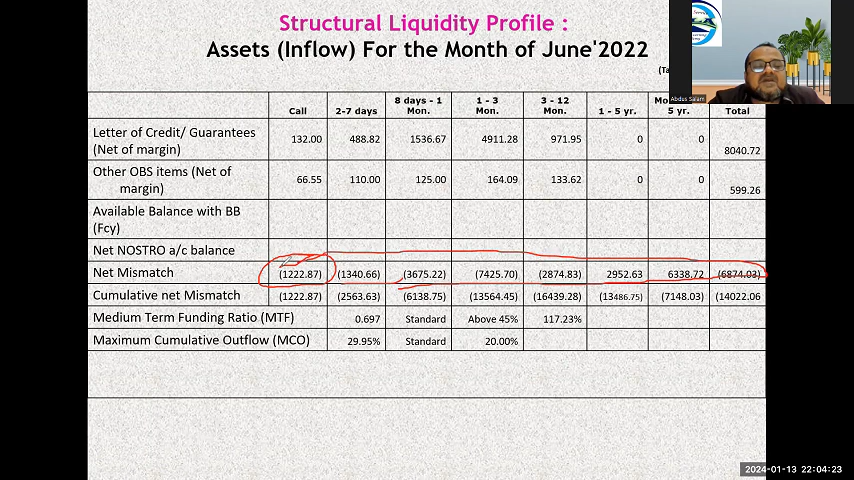 Structural Liquidity Profile :
Assets (Inflow) For the Month of June'2022
(Ta
Abdus Salam
Call 2-7 days 8 days - 1 Mon. 1 - 3 Mon. 3 - 12 Mon. 1 - 5 yr. Mo 5 yr. Total
Letter of Credit/ Guarantees (Net of margin) 132.00 488.82 1536.67 4911.28 971.95 0 0 8040.72
Other OBS items (Net of margin) 66.55 110.00 125.00 164.09 133.62 0 0 599.26
Available Balance with BB (Fcy)
Net NOSTRO a/c balance
Net Mismatch (1222.87) (1340.66) (3675.22) (7425.70) (2874.83) 2952.63 6338.72 (6874.03)
Cumulative net Mismatch (1222.87) (2563.63) (6138.75) (13564.45) (16439.28) (13486.75) (7148.03) (14022.06
Medium Term Funding Ratio (MTF) 0.697 Standard Above 45% 117.23%
Maximum Cumulative Outflow (MCO) 29.95% Standard 20.00%
2024-01-13 22:04:23